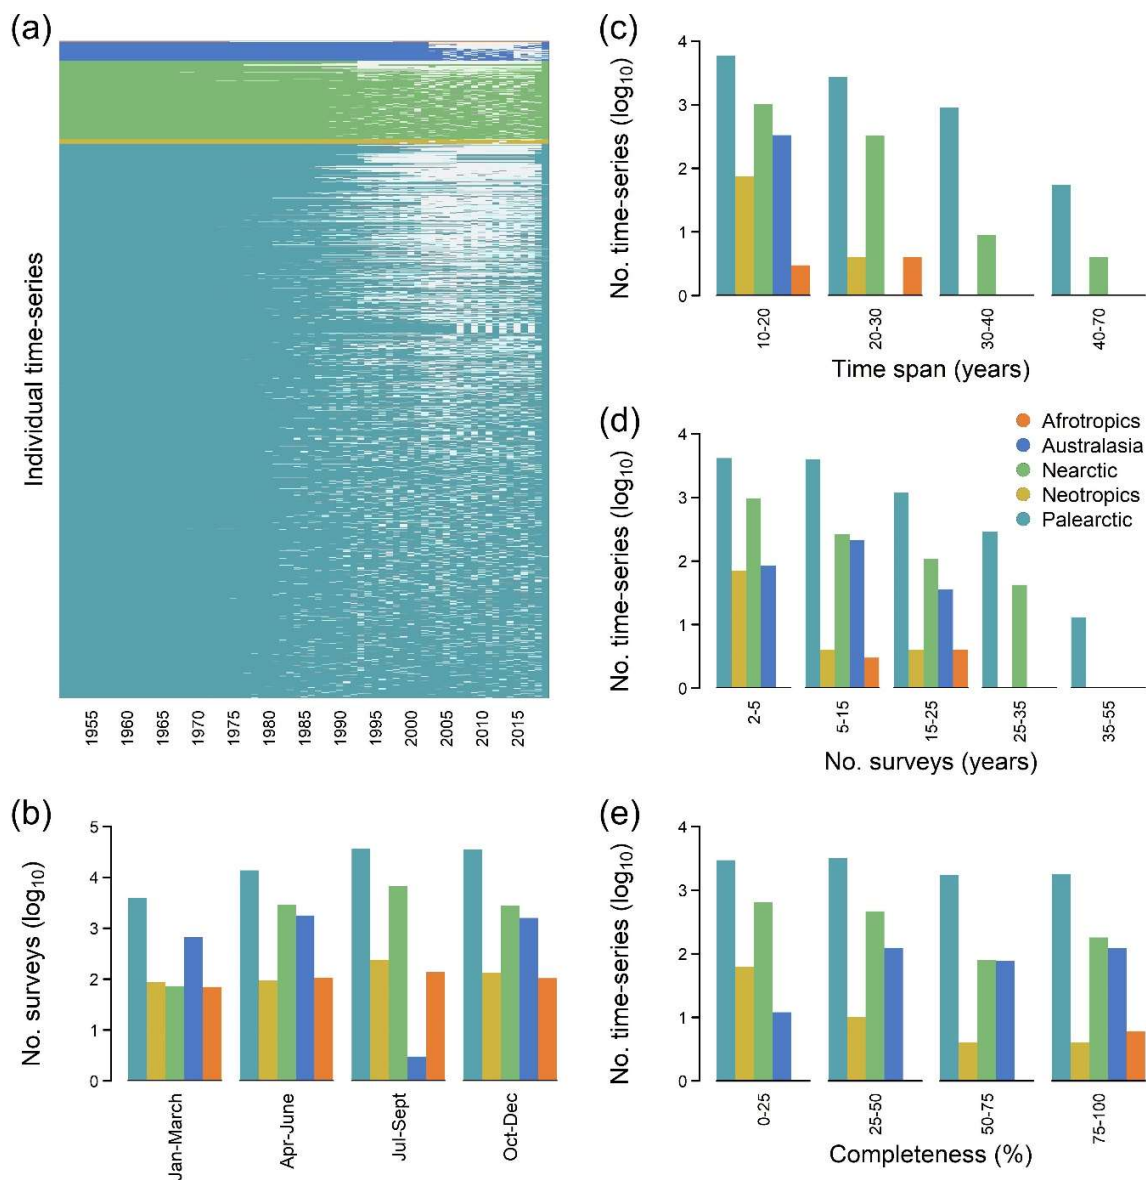 (a)
Individual time-series
1955
1960
1965
1970
1975
1980
1985
1990
1995
2000
2005
2010
2015
(b)
No. surveys (log10)
5
4
3
2
1
0
Jan-March
Apr-June
Jul-Sept
Oct-Dec
(c)
No. time-series (log10)
4
3
2
1
0
10-20
20-30
30-40
40-70
Time span (years)
(d)
No. time-series (log10)
4
3
2
1
0
Afrotropics
Australasia
Nearctic
Neotropics
Palearctic
2-5
5-15
15-25
25-35
35-55
No. surveys (years)
(e)
No. time-series (log10)
4
3
2
1
0
0-25
25-50
50-75
75-100
Completeness (%)